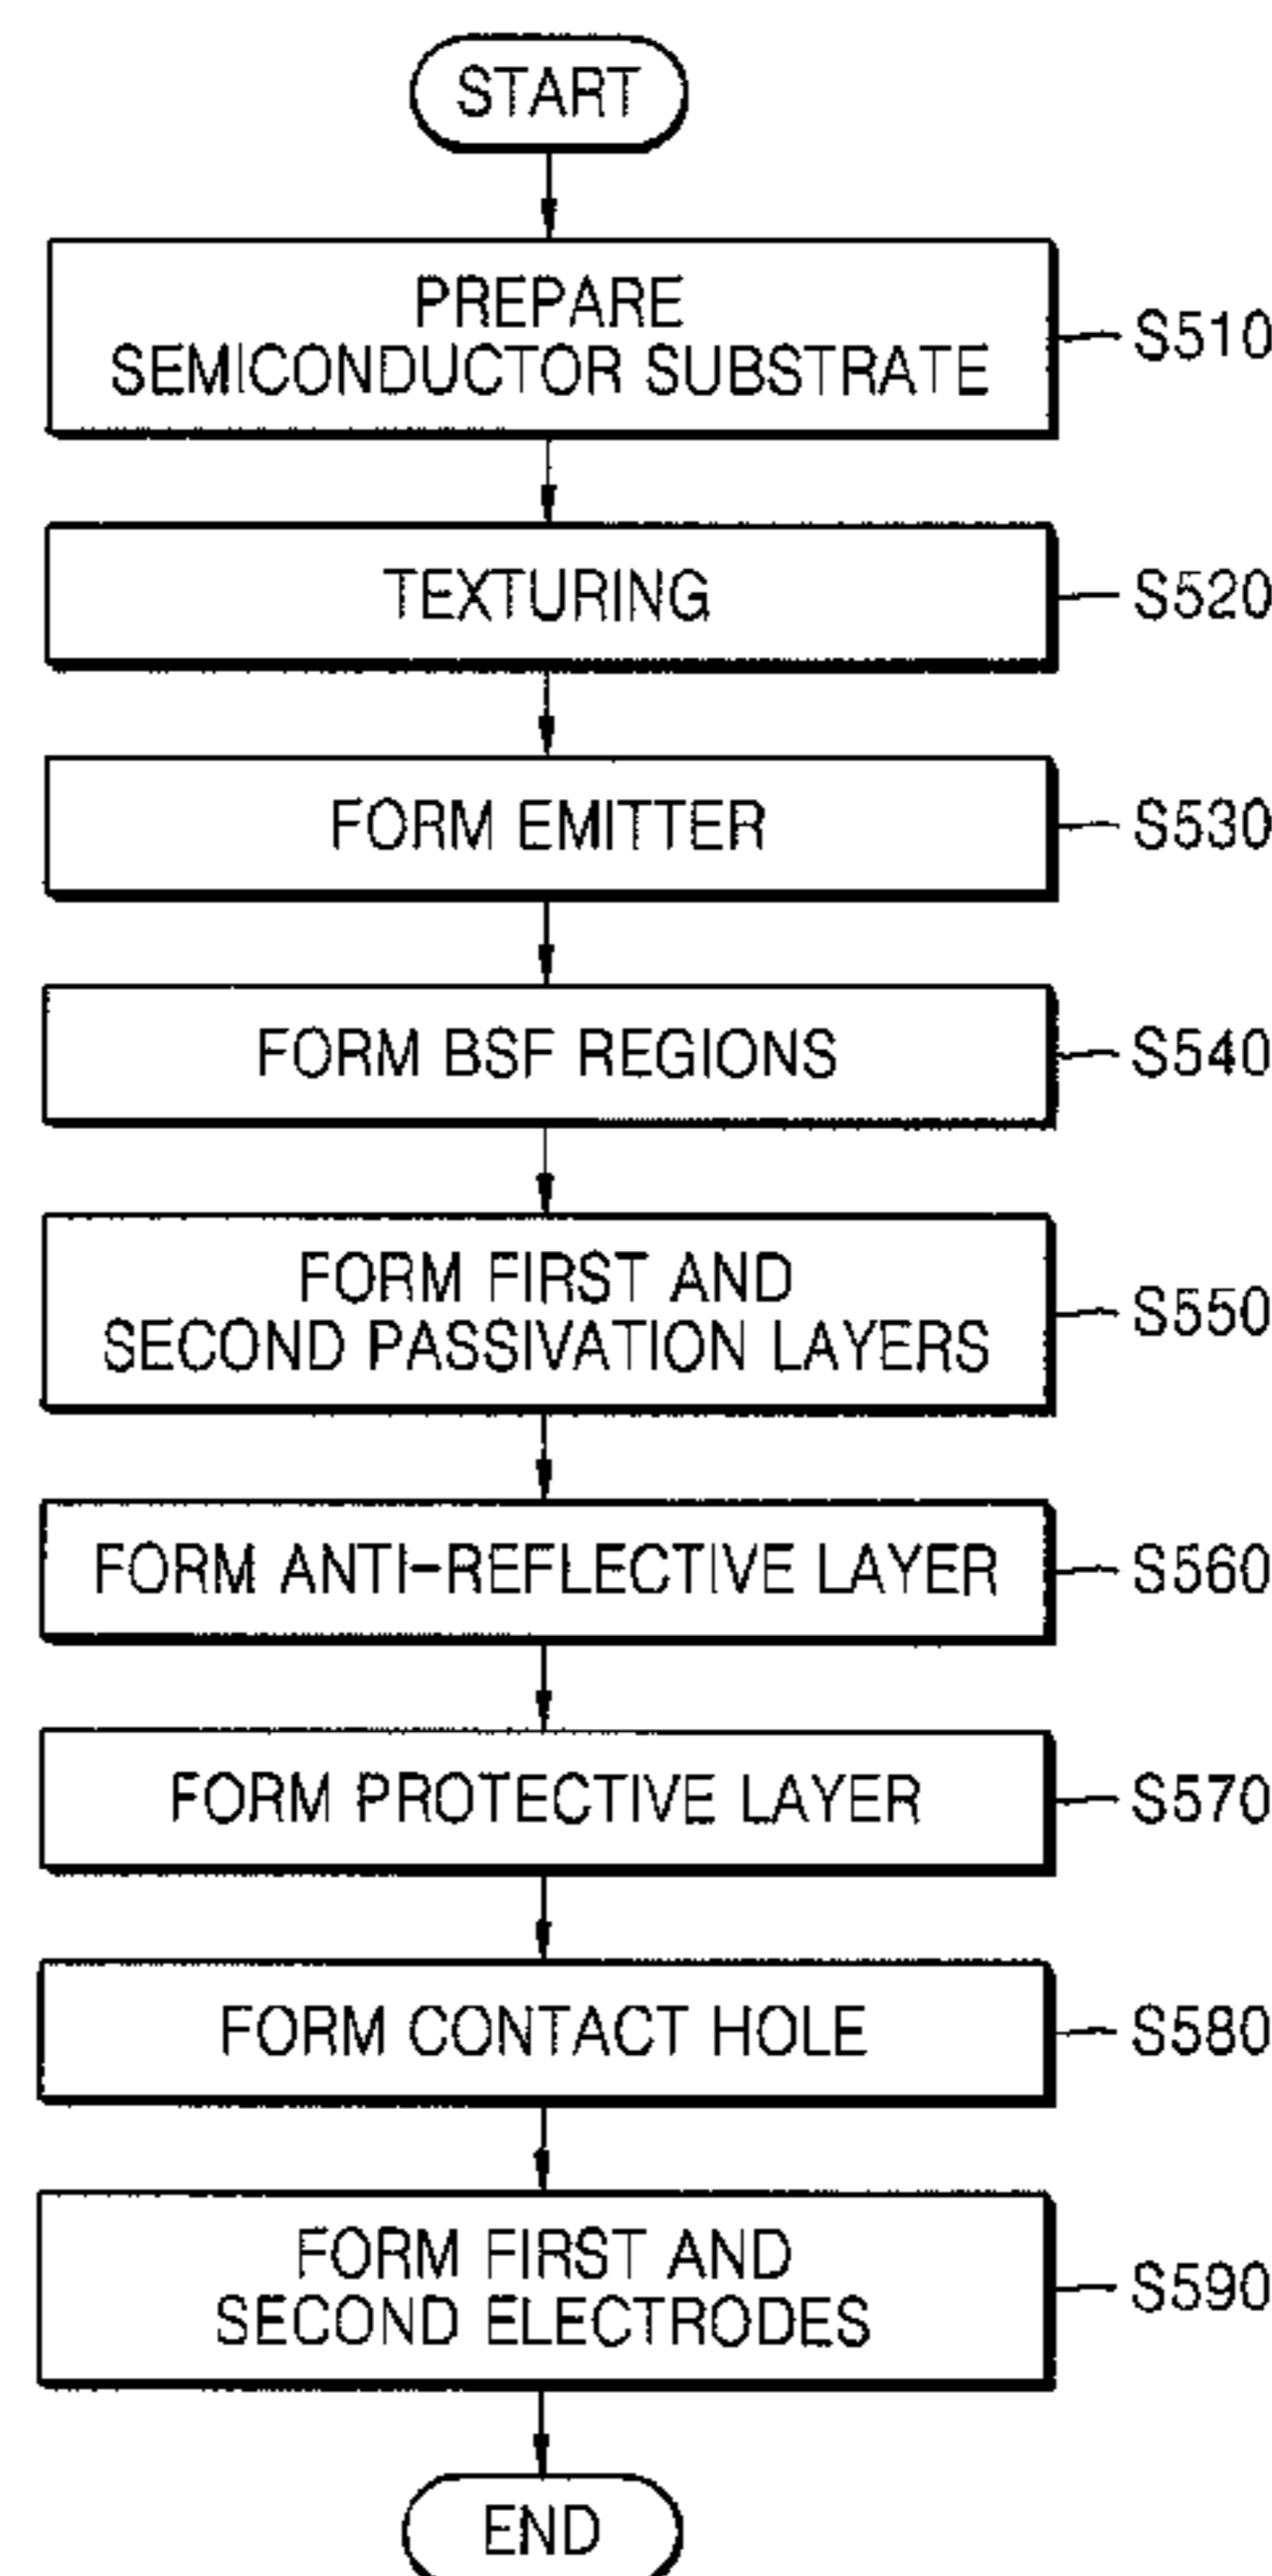 START
PREPARE
SEMICONDUCTOR SUBSTRATE
S510
TEXTURING
S520
FORM EMITTER
S530
FORM BSF REGIONS
S540
FORM FIRST AND
SECOND PASSIVATION LAYERS
S550
FORM ANTI-REFLECTIVE LAYER
S560
FORM PROTECTIVE LAYER
S570
FORM CONTACT HOLE
S580
FORM FIRST AND
SECOND ELECTRODES
S590
END